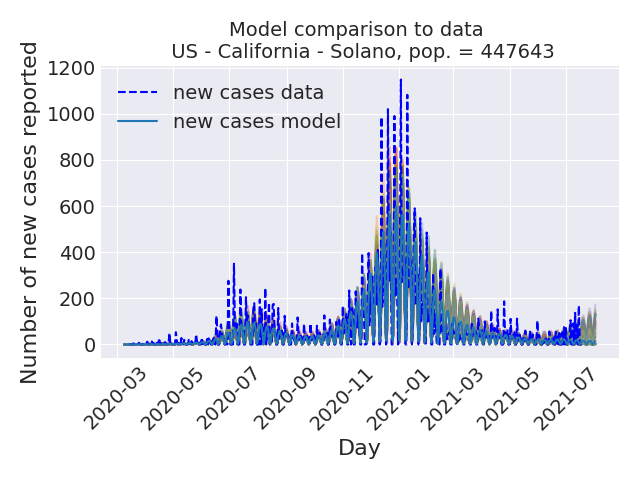 Model comparison to data
US - California - Solano, pop. = 447643
Number of new cases reported
1200
1000
800
600
400
200
0
new cases data
new cases model
2020-03
2020-05
2020-07
2020-09
2020-11
2021-01
2021-03
2021-05
2021-07
Day